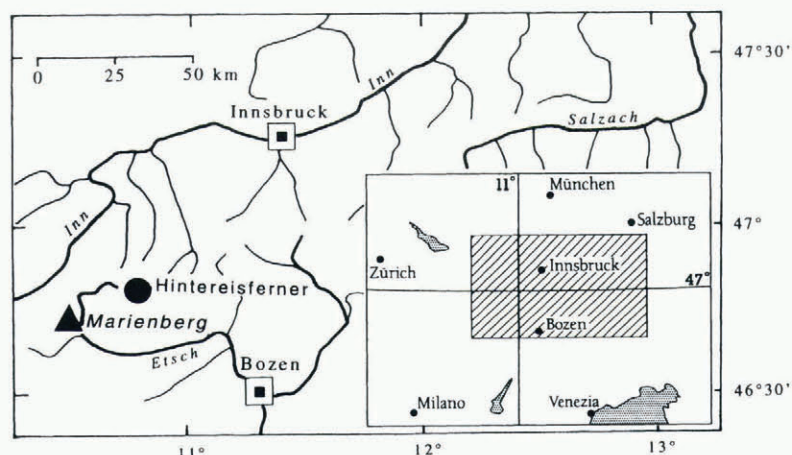 0 25 50 km
Inn
47°30'
Innsbruck
Salzach
11°
München
Salzburg
47°
Inn
Zürich
Innsbruck
47°
Hintereisferner
Marienberg
Bozen
Etsch
Bozen
Milano
Venezia
46°30'
11°
12°
13°